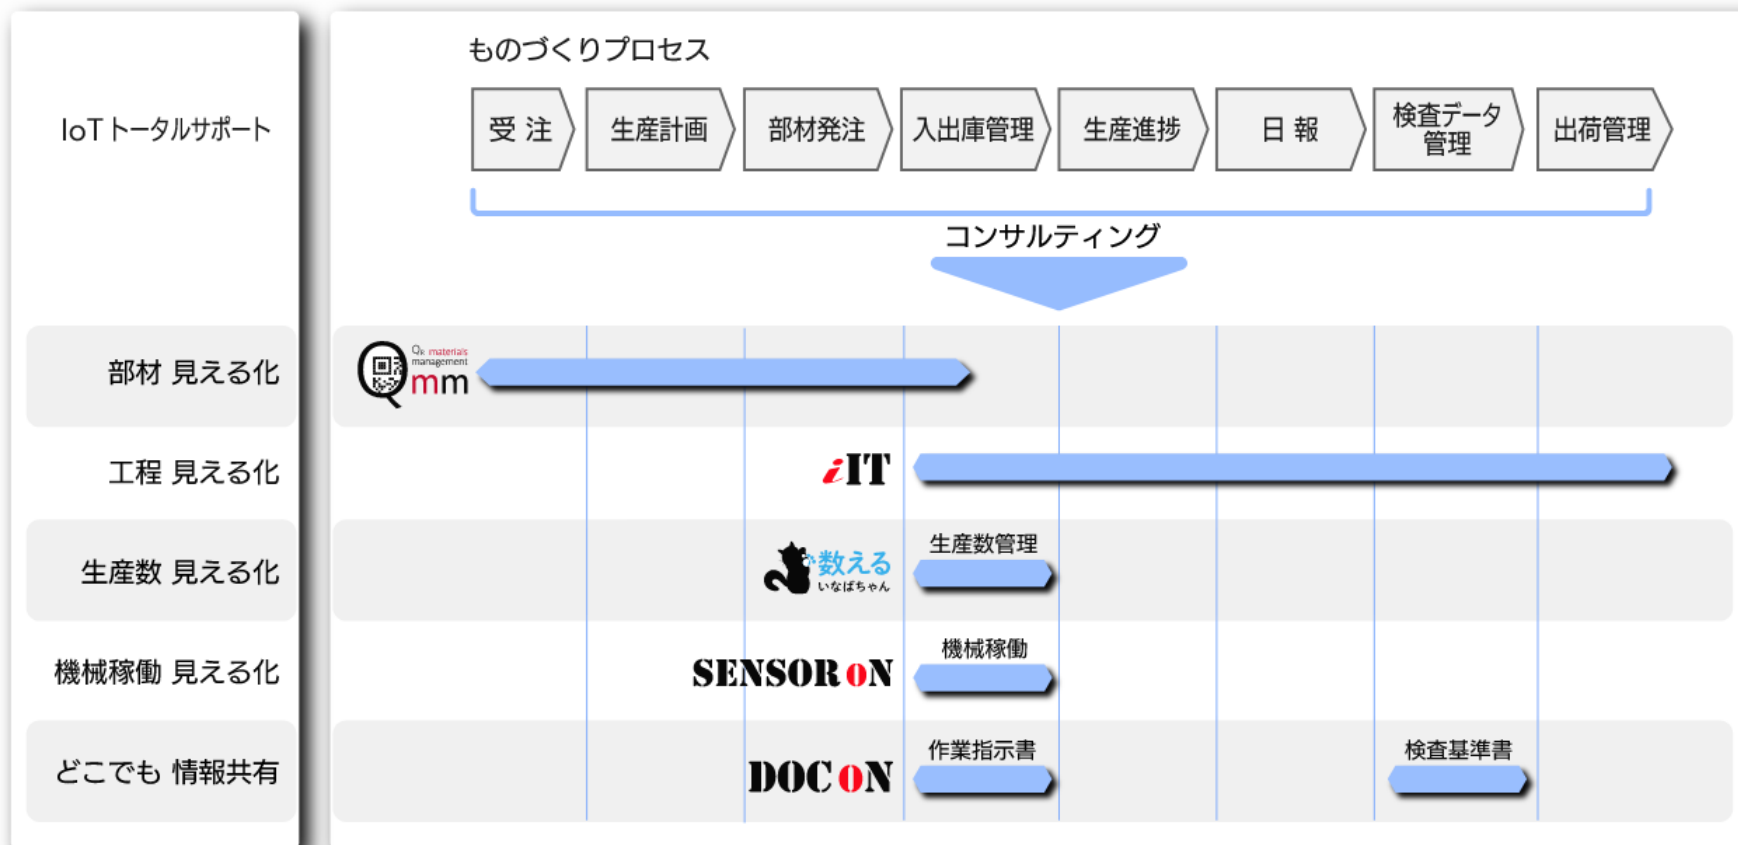 ものづくりプロセス
IoTトータルサポート
受 注
生産計画
部材発注
入出庫管理
生産進捗
日 報
検査データ
管理
出荷管理
コンサルティング
部材 見える化
QR materials
management
Qmm
工程 見える化
iIT
生産数 見える化
数える
いなばちゃん
生産数管理
機械稼働 見える化
SENSOR oN
機械稼働
どこでも 情報共有
DOC oN
作業指示書
検査基準書